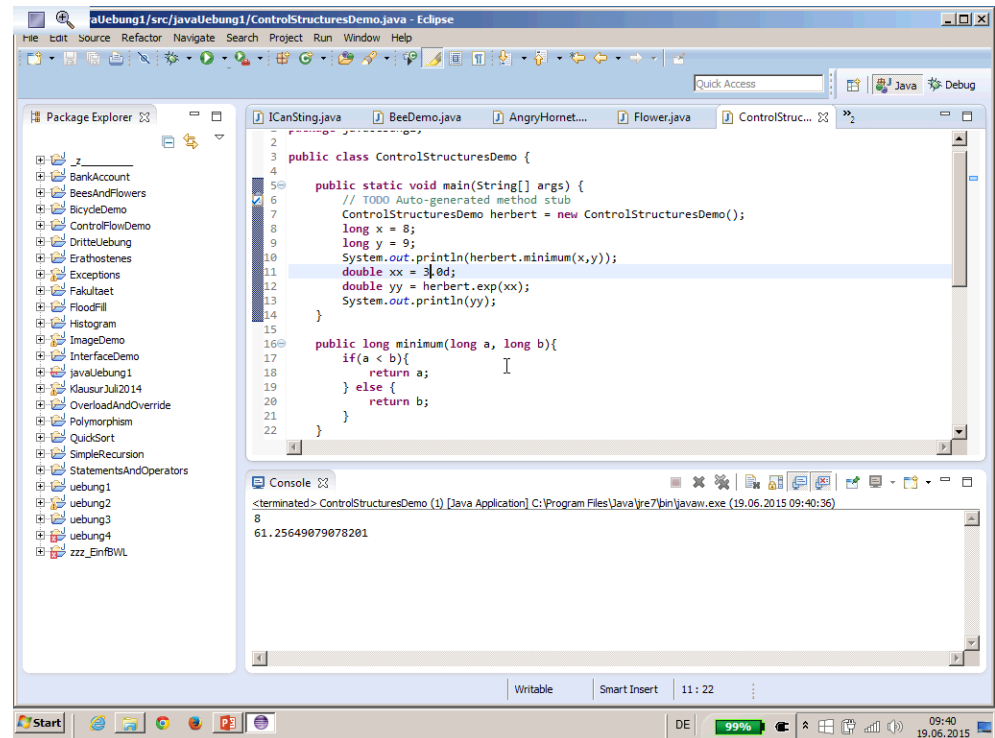 aUebung1/src/javaUebung1/ControlStructuresDemo.java - Eclipse
File Edit Source Refactor Navigate Search Project Run Window Help
Quick Access
Java
Debug
Package Explorer
_z_________
BankAccount
BeesAndFlowers
BicycleDemo
ControlFlowDemo
DritteUebung
Erathostenes
Exceptions
Fakultaet
FloodFill
Histogram
ImageDemo
InterfaceDemo
javaUebung1
KlausurJuli2014
OverloadAndOverride
Polymorphism
QuickSort
SimpleRecursion
StatementsAndOperators
uebung1
uebung2
uebung3
uebung4
zzz_EinfBWL
ICanSting.java
BeeDemo.java
AngryHornet....
Flower.java
ControlStruc...
»2
2
3 public class ControlStructuresDemo {
4
5 public static void main(String[] args) {
6 // TODO Auto-generated method stub
7 ControlStructuresDemo herbert = new ControlStructuresDemo();
8 long x = 8;
9 long y = 9;
10 System.out.println(herbert.minimum(x,y));
11 double xx = 3.0d;
12 double yy = herbert.exp(xx);
13 System.out.println(yy);
14 }
15
16 public long minimum(long a, long b){
17 if(a < b){
18 return a;
19 } else {
20 return b;
21 }
22 }
Console
<terminated> ControlStructuresDemo (1) [Java Application] C:\Program Files\Java\jre7\bin\javaw.exe (19.06.2015 09:40:36)
8
61.25649079078201
Writable
Smart Insert
11 : 22
Start
DE
99%
09:40
19.06.2015